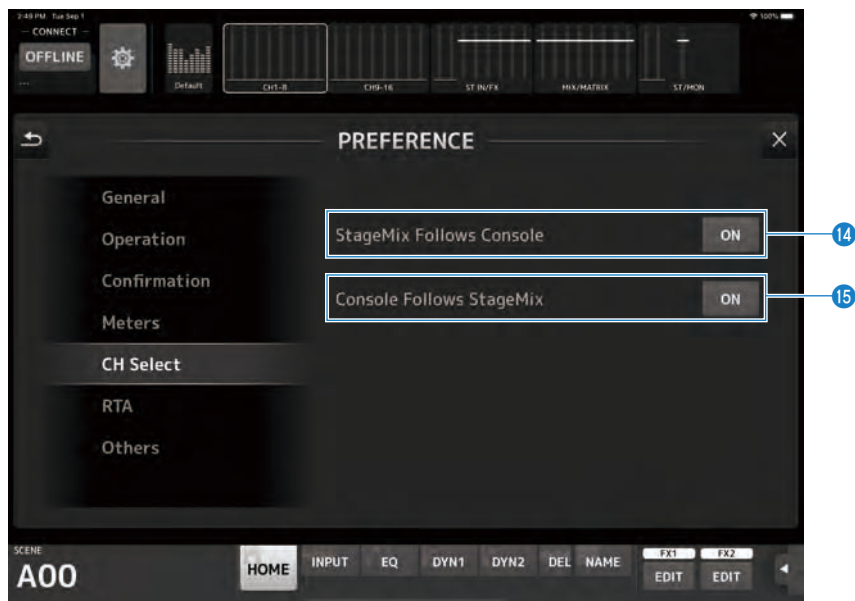 2:49 PM Tue Sep 1
100%
CONNECT
OFFLINE
---
Default
CH1-8
CH9-16
ST IN/FX
MIX/MATRIX
ST/MON
PREFERENCE
General
Operation
Confirmation
Meters
CH Select
RTA
Others
StageMix Follows Console
ON
14
Console Follows StageMix
ON
15
SCENE
A00
HOME
INPUT
EQ
DYN1
DYN2
DEL
NAME
FX1
EDIT
FX2
EDIT